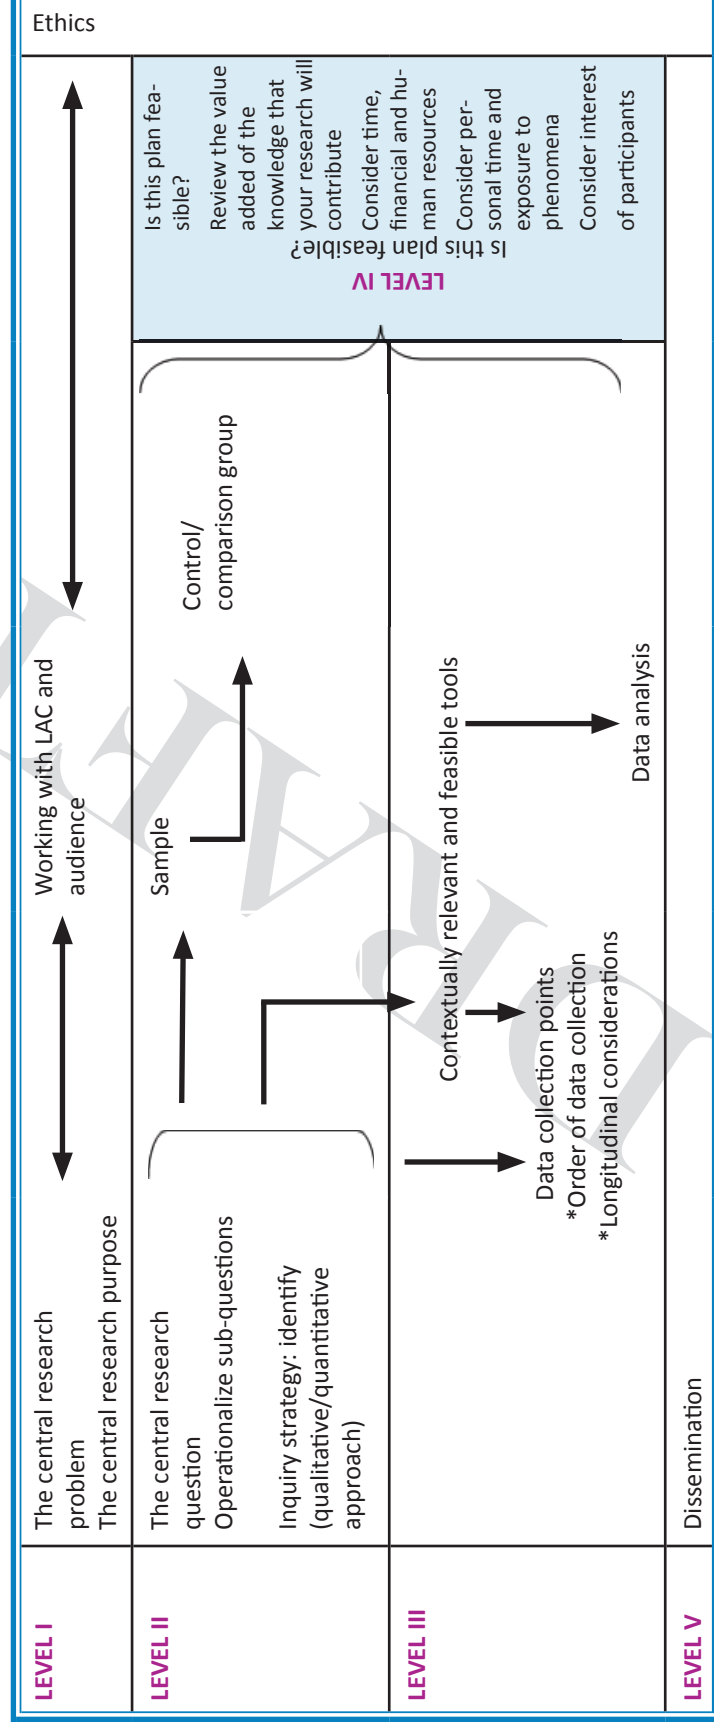 LEVEL I
The central research
problem
The central research purpose
Working with LAC and
audience
Ethics
LEVEL II
The central research
question
Operationalize sub-questions
Inquiry strategy: identify
(qualitative/quantitative
approach)
Sample
Control/
comparison group
LEVEL III
Contextually relevant and feasible tools
Data collection points
*Order of data collection
*Longitudinal considerations
Data analysis
LEVEL IV
Is this plan feasible?
Is this plan fea-
sible?
Review the value
added of the
knowledge that
your research will
contribute
Consider time,
financial and hu-
man resources
Consider per-
sonal time and
exposure to
phenomena
Consider interest
of participants
LEVEL V
Dissemination
DRAFT